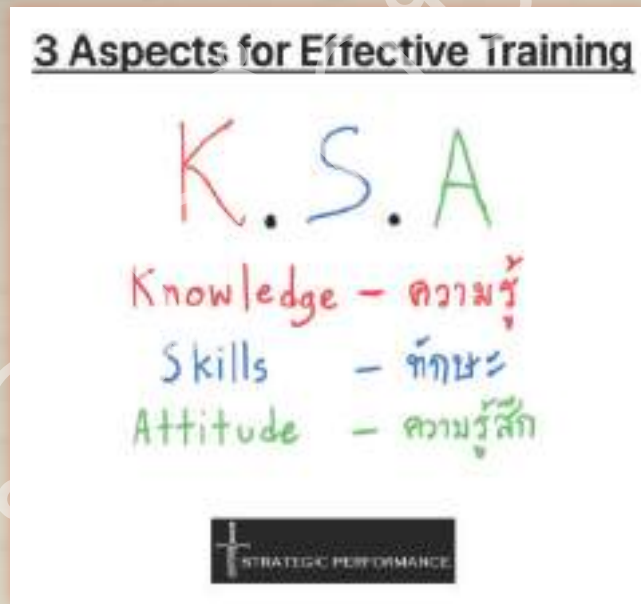 3 Aspects for Effective Training
K.S.A
Knowledge - ความรู้
Skills - ทักษะ
Attitude - ความรู้สึก
STRATEGIC PERFORMANCE